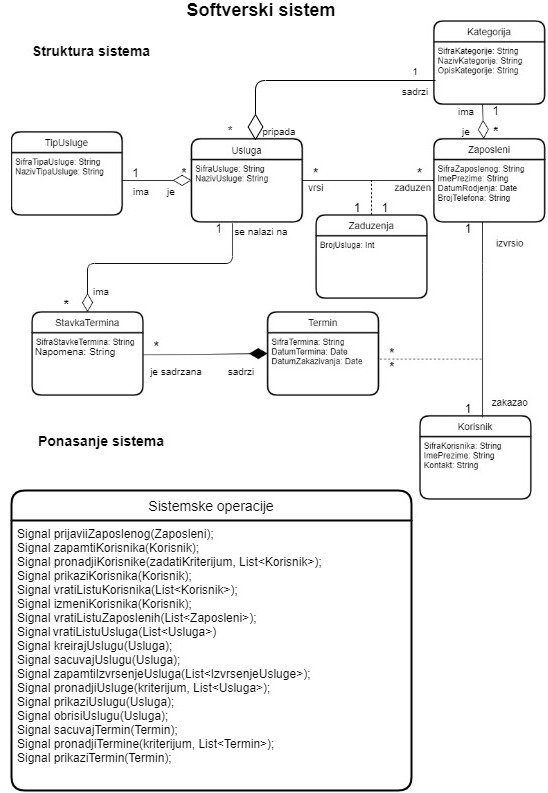 Softverski sistem
Struktura sistema
Kategorija
SifraKategorije: String
NazivKategorije: String
OpisKategorije: String
1
sadrzi
ima
1
je
*
*
pripada
TipUsluge
SifraTipaUsluge: String
NazivTipaUsluge: String
1
ima
*
je
Usluga
SifraUsluge: String
NazivUsluge: String
*
vrsi
*
zaduzen
Zaposleni
SifraZaposlenog: String
ImePrezime: String
DatumRodjenja: Date
BrojTelefona: String
1
1
Zaduzenja
BrojUsluga: Int
1
se nalazi na
1
izvrsio
ima
*
StavkaTermina
SifraStavkeTermina: String
Napomena: String
*
je sadrzana
sadrzi
Termin
SifraTermina: String
DatumTermina: Date
DatumZakazivanja: Date
*
*
1
zakazao
Korisnik
SifraKorisnika: String
ImePrezime: String
Kontakt: String
Ponasanje sistema
Sistemske operacije
Signal prijaviiZaposlenog(Zaposleni);
Signal zapamtiKorisnika(Korisnik);
Signal pronadjiKorisnike(zadatiKriterijum, List<Korisnik>);
Signal prikaziKorisnika(Korisnik);
Signal vratiListuKorisnika(List<Korisnik>);
Signal izmeniKorisnika(Korisnik);
Signal vratiListuZaposlenih(List<Zaposleni>);
Signal vratiListuUsluga(List<Usluga>)
Signal kreirajUslugu(Usluga);
Signal sacuvajUslugu(Usluga);
Signal zapamtiIzvrsenjeUsluga(List<IzvrsenjeUsluge>);
Signal pronadjiUsluge(kriterijum, List<Usluga>);
Signal prikaziUslugu(Usluga);
Signal obrisiUslugu(Usluga);
Signal sacuvajTermin(Termin);
Signal pronadjiTermine(kriterijum, List<Termin>);
Signal prikaziTermin(Termin);